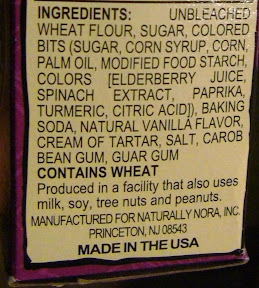 INGREDIENTS: UNBLEACHED
WHEAT FLOUR, SUGAR, COLORED
BITS (SUGAR, CORN SYRUP, CORN,
PALM OIL, MODIFIED FOOD STARCH,
COLORS [ELDERBERRY JUICE,
SPINACH EXTRACT, PAPRIKA,
TURMERIC, CITRIC ACID]), BAKING
SODA, NATURAL VANILLA FLAVOR,
CREAM OF TARTAR, SALT, CAROB
BEAN GUM, GUAR GUM
CONTAINS WHEAT
Produced in a facility that also uses
milk, soy, tree nuts and peanuts.
MANUFACTURED FOR NATURALLY NORA, INC.
PRINCETON, NJ 08543
MADE IN THE USA